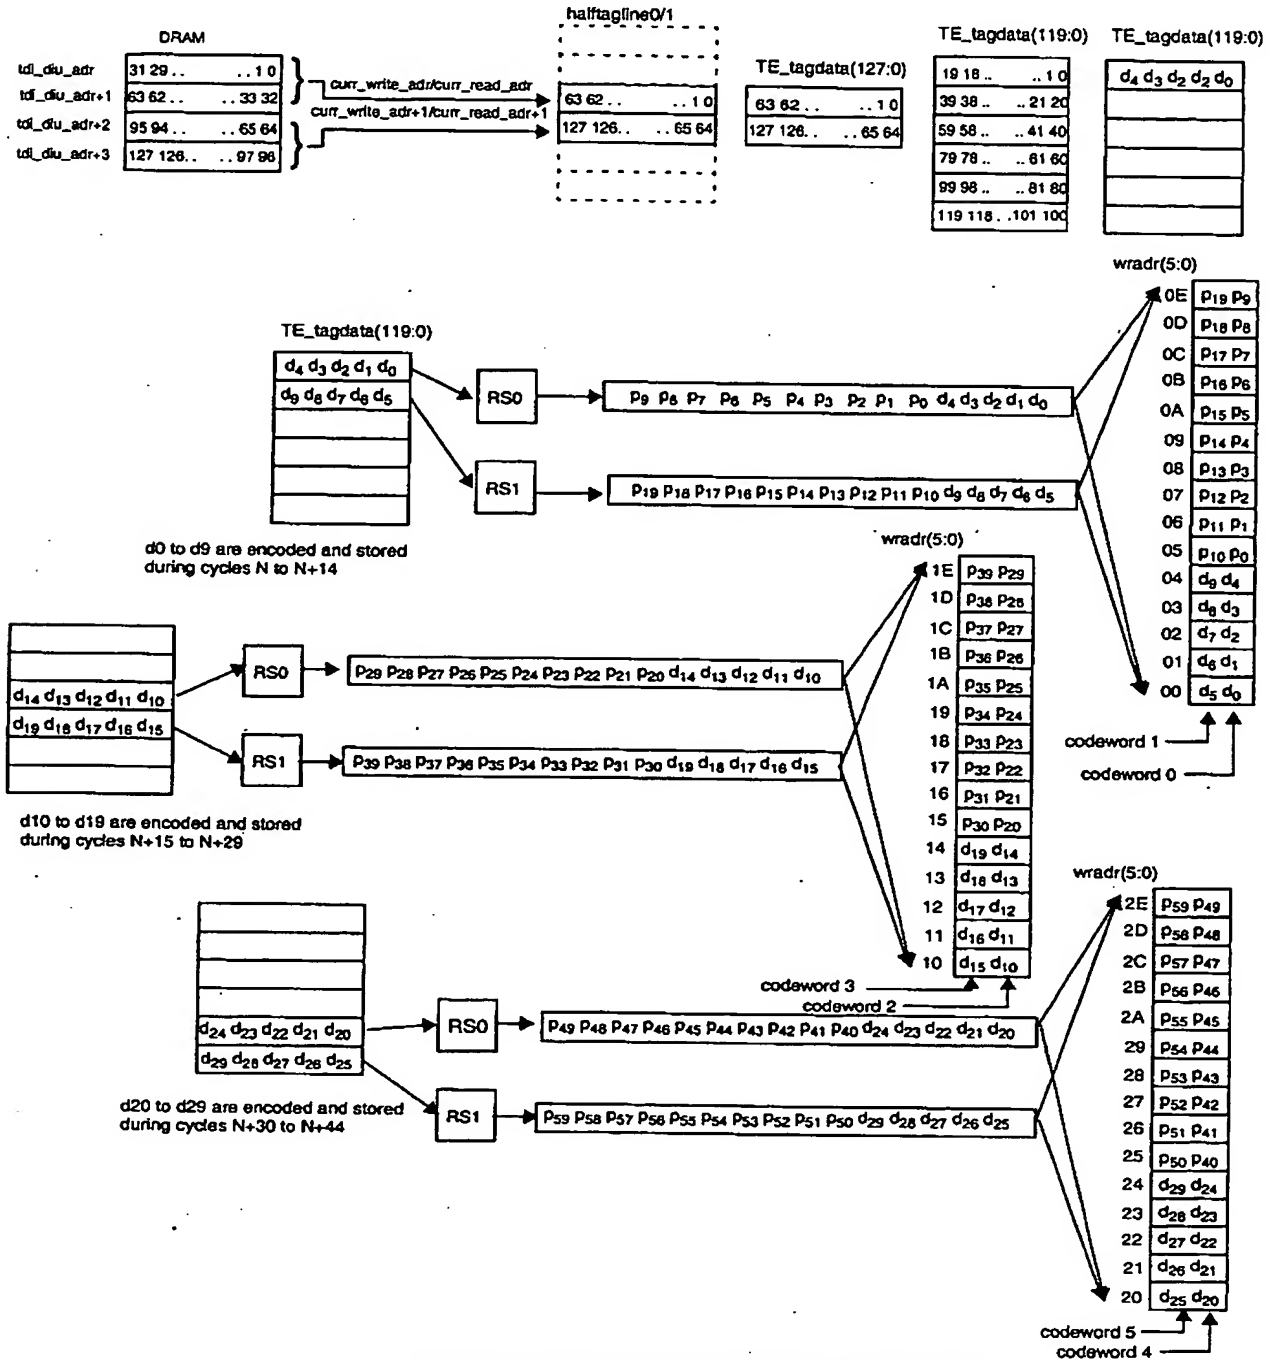 halftagline0/1
DRAM
TE_tagdata(119:0) TE_tagdata(119:0)
TE_tagdata(127:0)
tdi_diu_adr 31 29 .. .. 1 0
tdi_diu_adr+1 63 62 .. .. 33 32
tdi_diu_adr+2 95 94 .. .. 65 64
tdi_diu_adr+3 127 126. . . .97 96
curr_write_adr/curr_read_adr
curr_write_adr+1/curr_read_adr+1
63 62 .. .. 1 0
127 126. . . .65 64
63 62 .. .. 1 0
127 126. . . .65 64
19 18 .. .. 1 0
39 38 .. .. 21 20
59 58 .. .. 41 40
79 78 .. .. 61 60
99 98 .. .. 81 80
119 118 . .101 100
d4 d3 d2 d2 d0
wradr(5:0)
0E p19 p9
0D p18 p8
0C p17 p7
0B p16 p6
0A p15 p5
09 p14 p4
08 p13 p3
07 p12 p2
06 p11 p1
05 p10 p0
04 d9 d4
03 d8 d3
02 d7 d2
01 d6 d1
00 d5 d0
codeword 1
codeword 0
TE_tagdata(119:0)
d4 d3 d2 d1 d0
d9 d8 d7 d6 d5
RS0
p9 p8 p7 p6 p5 p4 p3 p2 p1 p0 d4 d3 d2 d1 d0
RS1
p19 p18 p17 p16 p15 p14 p13 p12 p11 p10 d9 d8 d7 d6 d5
d0 to d9 are encoded and stored
during cycles N to N+14
wradr(5:0)
1E p39 p29
1D p38 p28
1C p37 p27
1B p36 p26
1A p35 p25
19 p34 p24
18 p33 p23
17 p32 p22
16 p31 p21
15 p30 p20
14 d19 d14
13 d18 d13
12 d17 d12
11 d16 d11
10 d15 d10
codeword 3
codeword 2
d14 d13 d12 d11 d10
d19 d18 d17 d16 d15
RS0
p29 p28 p27 p26 p25 p24 p23 p22 p21 p20 d14 d13 d12 d11 d10
RS1
p39 p38 p37 p36 p35 p34 p33 p32 p31 p30 d19 d18 d17 d16 d15
d10 to d19 are encoded and stored
during cycles N+15 to N+29
wradr(5:0)
2E p59 p49
2D p58 p48
2C p57 p47
2B p56 p46
2A p55 p45
29 p54 p44
28 p53 p43
27 p52 p42
26 p51 p41
25 p50 p40
24 d29 d24
23 d28 d23
22 d27 d22
21 d26 d21
20 d25 d20
codeword 5
codeword 4
d24 d23 d22 d21 d20
d29 d28 d27 d26 d25
RS0
p49 p48 p47 p46 p45 p44 p43 p42 p41 p40 d24 d23 d22 d21 d20
RS1
p59 p58 p57 p56 p55 p54 p53 p52 p51 p50 d29 d28 d27 d26 d25
d20 to d29 are encoded and stored
during cycles N+30 to N+44